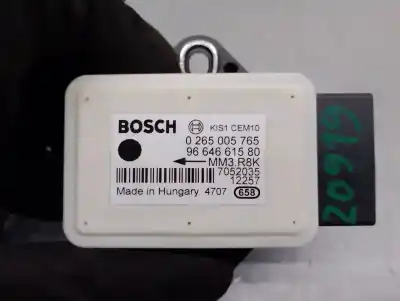 BOSCH KIS1 CEM10
0 265 005 765
96 646 615 80
MM3.R8K
7052035
12257
Made in Hungary 4707 658
20919